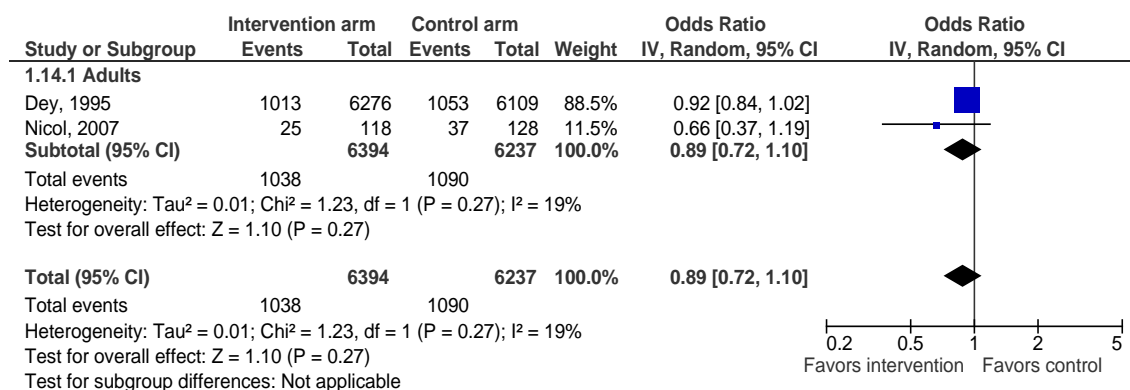 Intervention arm Control arm Odds Ratio Odds Ratio
Study or Subgroup Events Total Events Total Weight IV, Random, 95% CI IV, Random, 95% CI
1.14.1 Adults
Dey, 1995 1013 6276 1053 6109 88.5% 0.92 [0.84, 1.02]
Nicol, 2007 25 118 37 128 11.5% 0.66 [0.37, 1.19]
Subtotal (95% CI) 6394 6237 100.0% 0.89 [0.72, 1.10]
Total events 1038 1090
Heterogeneity: Tau² = 0.01; Chi² = 1.23, df = 1 (P = 0.27); I² = 19%
Test for overall effect: Z = 1.10 (P = 0.27)
Total (95% CI) 6394 6237 100.0% 0.89 [0.72, 1.10]
Total events 1038 1090
Heterogeneity: Tau² = 0.01; Chi² = 1.23, df = 1 (P = 0.27); I² = 19%
Test for overall effect: Z = 1.10 (P = 0.27)
Test for subgroup differences: Not applicable
0.2 0.5 1 2 5
Favors intervention Favors control